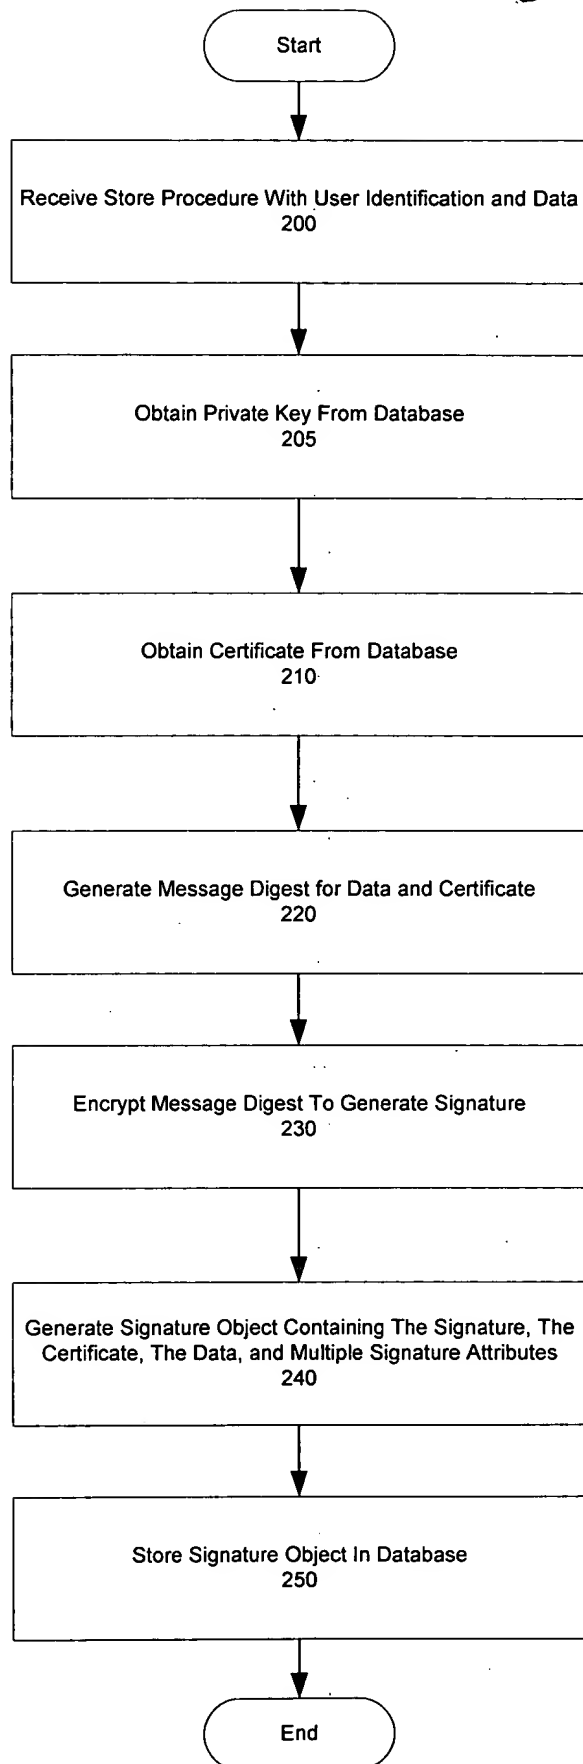 Start
Receive Store Procedure With User Identification and Data
200
Obtain Private Key From Database
205
Obtain Certificate From Database
210
Generate Message Digest for Data and Certificate
220
Encrypt Message Digest To Generate Signature
230
Generate Signature Object Containing The Signature, The
Certificate, The Data, and Multiple Signature Attributes
240
Store Signature Object In Database
250
End